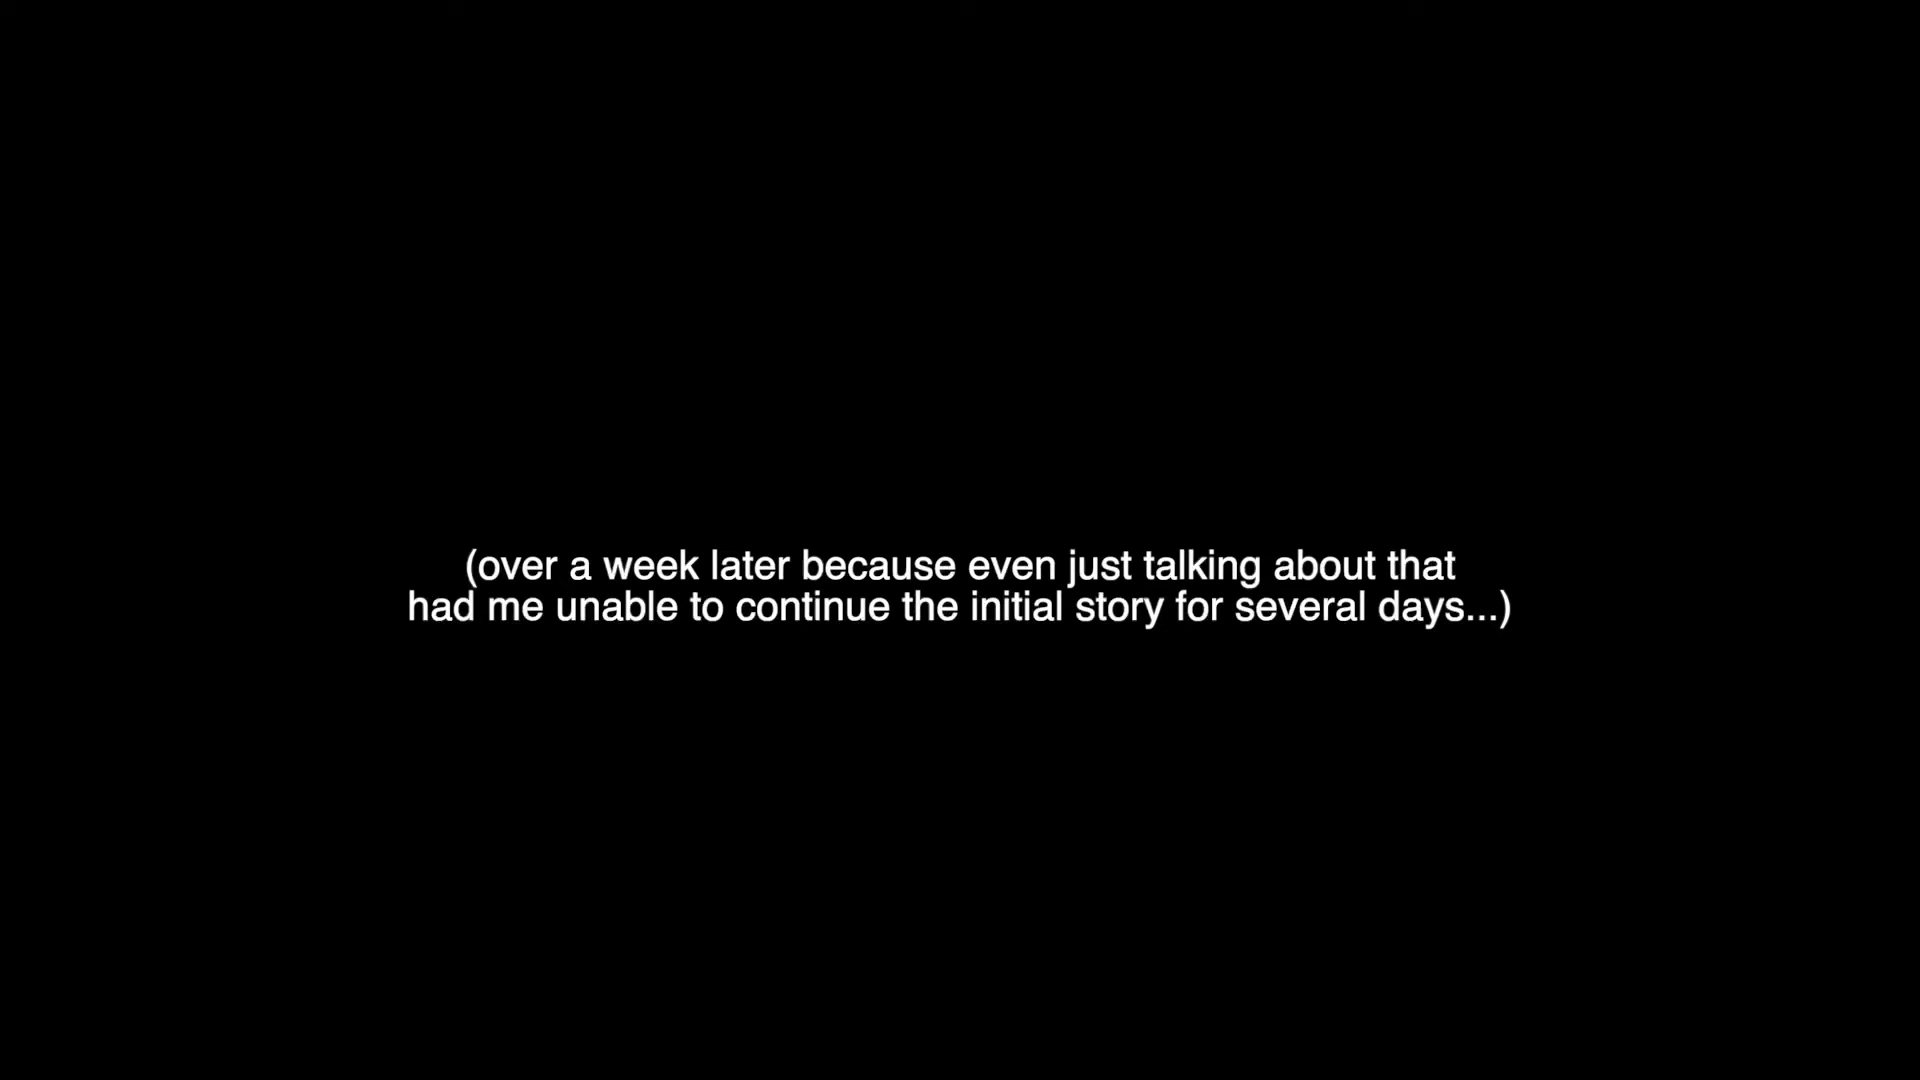 (over a week later because even just talking about that
had me unable to continue the initial story for several days...)